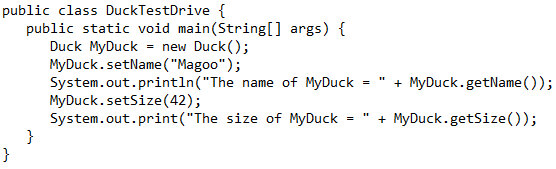 public class DuckTestDrive {
    public static void main(String[] args) {
        Duck MyDuck = new Duck();
        MyDuck.setName("Magoo");
        System.out.println("The name of MyDuck = " + MyDuck.getName());
        MyDuck.setSize(42);
        System.out.print("The size of MyDuck = " + MyDuck.getSize());
    }
}